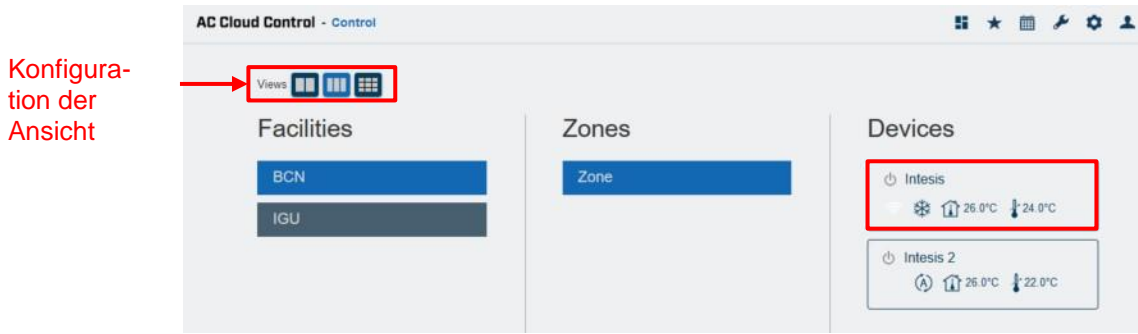 AC Cloud Control - Control
Konfigura-
tion der
Ansicht
Views
Facilities
BCN
IGU
Zones
Zone
Devices
Intesis
26.0°C 24.0°C
Intesis 2
A 26.0°C 22.0°C